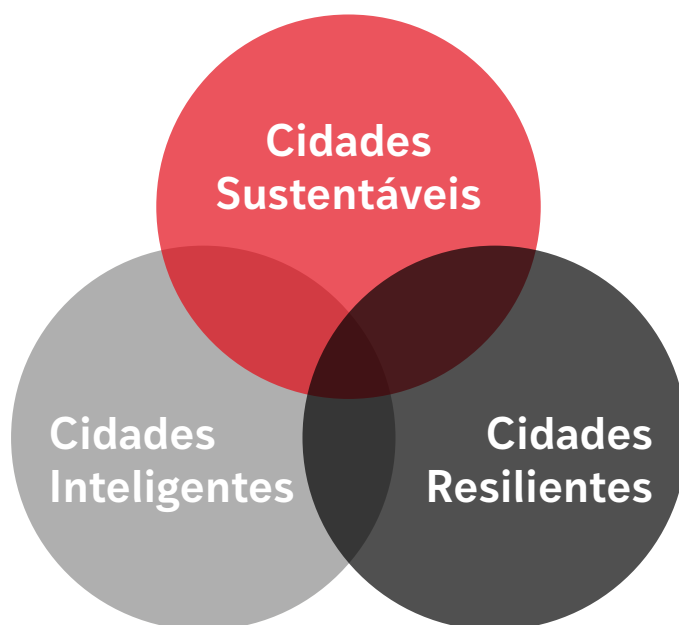 Cidades
Sustentáveis
Cidades
Inteligentes
Cidades
Resilientes